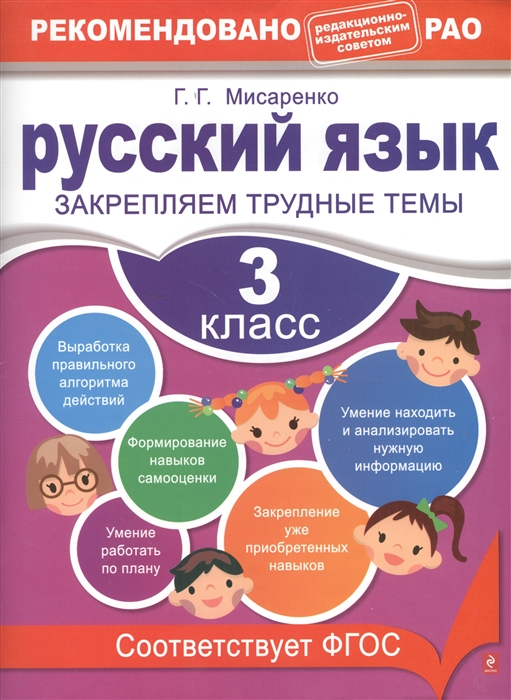 РЕКОМЕНДОВАНО редакционно-издательским советом РАО
Г. Г. Мисаренко
русский язык
ЗАКРЕПЛЯЕМ ТРУДНЫЕ ТЕМЫ
3
класс
Выработка
правильного
алгоритма
действий
Формирование
навыков
самооценки
Умение находить
и анализировать
нужную
информацию
Умение
работать
по плану
Закрепление
уже
приобретенных
навыков
Соответствует ФГОС